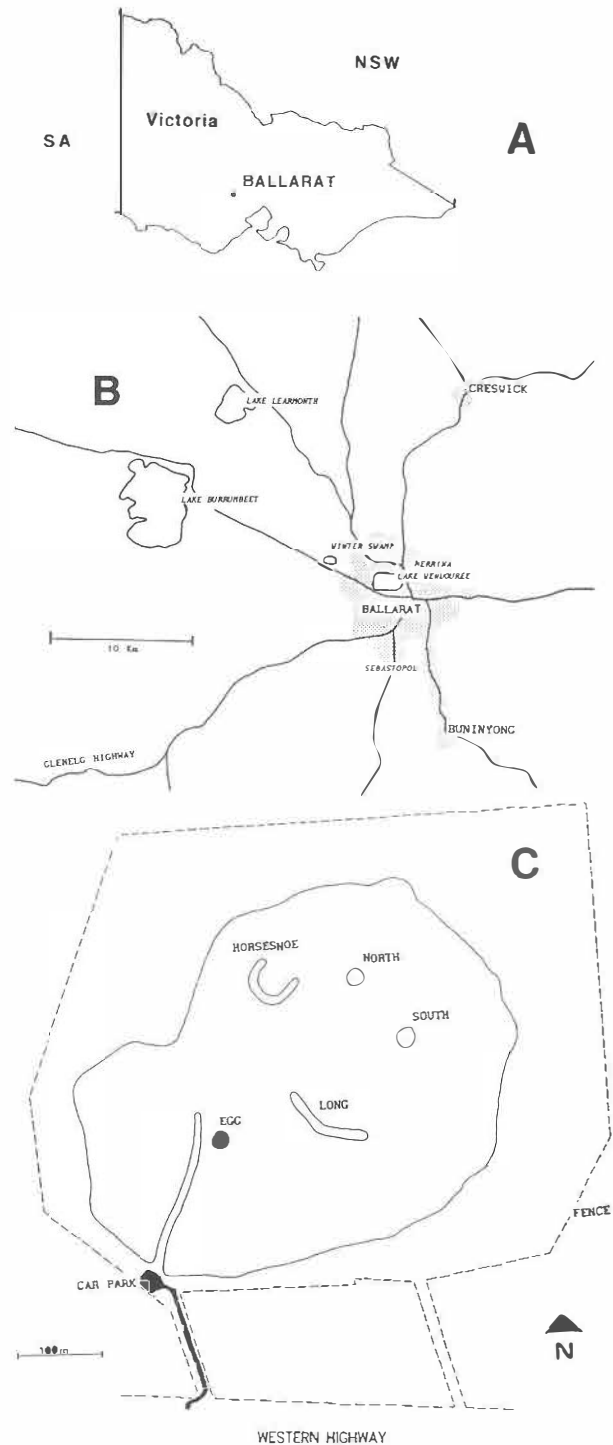 NSW
Victoria
SA
A
BALLARAT
B
CRESWICK
LAKE LEARMONTH
LAKE BURRUMBEET
WINTER SWAMP
NERRINA
LAKE WENDOUREE
BALLARAT
10 Km
SEBASTOPOL
BUNINYONG
GLENELG HIGHWAY
C
HORSESHOE
NORTH
SOUTH
LONG
EGG
FENCE
CAR PARK
100m
N
WESTERN HIGHWAY